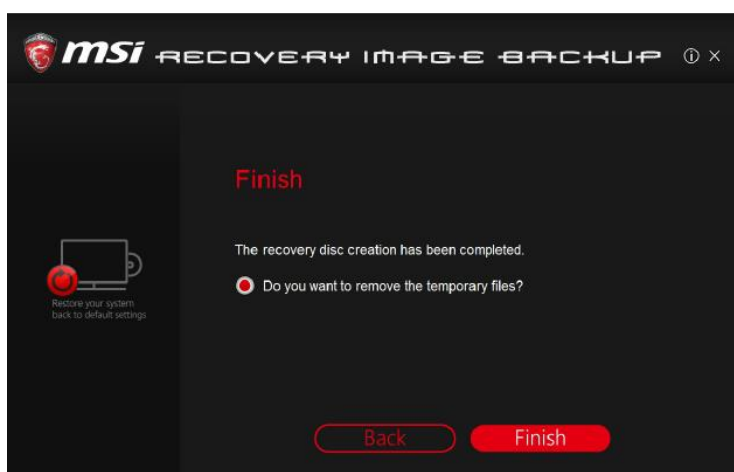 msi RECOVERY IMAGE BACKUP
Finish
The recovery disc creation has been completed.
Do you want to remove the temporary files?
Restore your system
back to default settings
Back
Finish